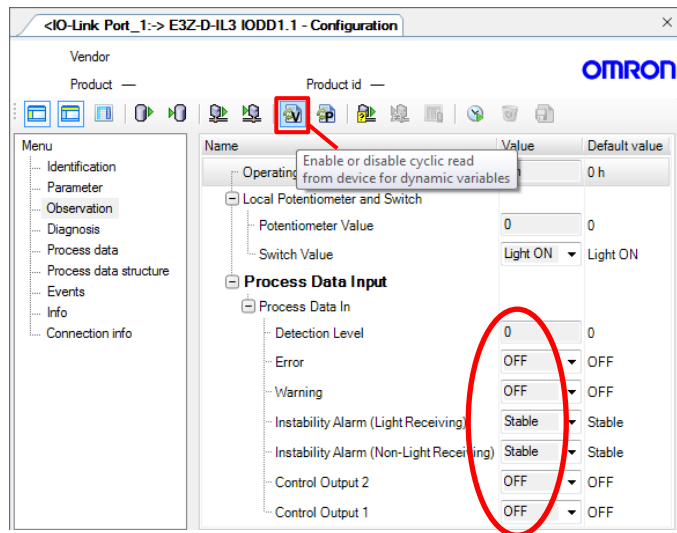 <IO-Link Port_1:-> E3Z-D-IL3 IODD1.1 - Configuration
×
Vendor
Product —
Product id —
OMRON
Menu
Identification
Parameter
Observation
Diagnosis
Process data
Process data structure
Events
Info
Connection info
Name Value Default value
Enable or disable cyclic read
from device for dynamic variables
Operating 0 h
Local Potentiometer and Switch
Potentiometer Value 0 0
Switch Value Light ON Light ON
Process Data Input
Process Data In
Detection Level 0 0
Error OFF OFF
Warning OFF OFF
Instability Alarm (Light Receiving) Stable Stable
Instability Alarm (Non-Light Receiving) Stable Stable
Control Output 2 OFF OFF
Control Output 1 OFF OFF